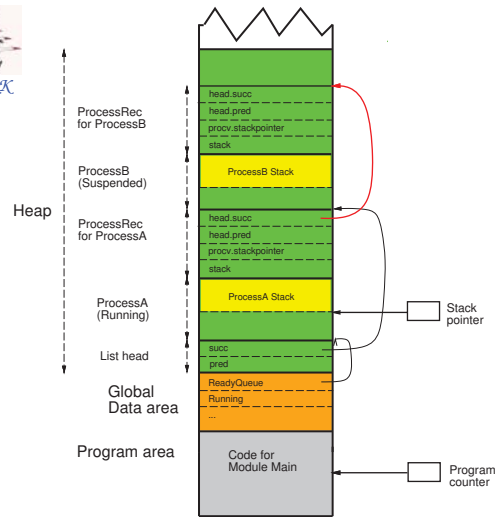 K
head.succ
head.pred
procv.stackpointer
stack
ProcessRec
for ProcessB
ProcessB Stack
ProcessB
(Suspended)
Heap
head.succ
head.pred
procv.stackpointer
stack
ProcessRec
for ProcessA
ProcessA Stack
ProcessA
(Running)
Stack
pointer
succ
pred
List head
ReadyQueue
Running
...
Global
Data area
Program area
Code for
Module Main
Program
counter